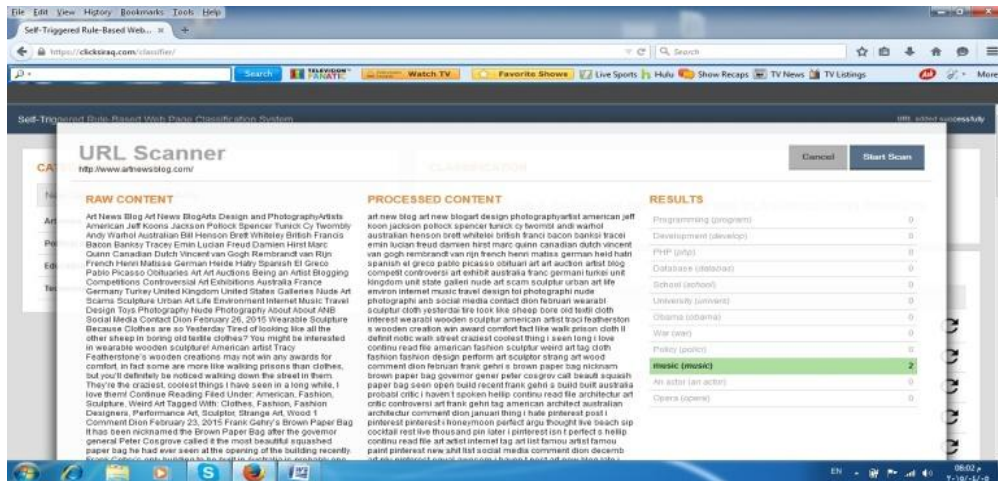 File Edit View History Bookmarks Tools Help
Self-Triggered Rule-Based Web...
https://clicksiraq.com/classifier/
Search
Search TELEVISION FANATIC Watch TV Favorite Shows Live Sports Hulu Show Recaps TV News TV Listings More
Self-Triggered Rule-Based Web Page Classification System URL added successfully
URL Scanner
http://www.artnewsblog.com/
Cancel Start Scan
CLASSIFICATION
RAW CONTENT
Art News Blog Art News BlogArts Design and PhotographyArtists
American Jeff Koons Jackson Pollock Spencer Tunick Cy Twombly
Andy Warhol Australian Bill Henson Brett Whiteley British Francis
Bacon Banksy Tracey Emin Lucian Freud Damien Hirst Marc
Quinn Canadian Dutch Vincent van Gogh Rembrandt van Rijn
French Henri Matisse German Heide Hatry Spanish El Greco
Pablo Picasso Obituaries Art Art Auctions Being an Artist Blogging
Competitions Controversial Art Exhibitions Australia France
Germany Turkey United Kingdom United States Galleries Nude Art
Scams Sculpture Urban Art Life Environment Internet Music Travel
Design Toys Photography Nude Photography About About ANB
Social Media Contact Dion February 26, 2015 Wearable Sculpture
Because Clothes are so Yesterday Tired of looking like all the
other sheep in boring old textile clothes? You might be interested
in wearable wooden sculpture! American artist Tracy
Featherstone's wooden creations may not win any awards for
comfort, in fact some are more like walking prisons than clothes,
but you'll definitely be noticed walking down the street in them.
They're the craziest, coolest things I have seen in a long while, I
love them! Continue Reading Filed Under: American, Fashion,
Sculpture, Weird Art Tagged With: Clothes, Fashion, Fashion
Designers, Performance Art, Sculptor, Strange Art, Wood 1
Comment Dion February 23, 2015 Frank Gehry's Brown Paper Bag
It has been nicknamed the Brown Paper Bag after the governor
general Peter Cosgrove called it the most beautiful squashed
paper bag he had ever seen at the opening of the building recently.
Frank Gehry's only building to be built in Australia is probably one
PROCESSED CONTENT
art new blog art new blogart design photographyartist american jeff
koon jackson pollock spencer tunick cy twombl andi warhol
australian henson brett whitelei british franci bacon banksi tracei
emin lucian freud damien hirst marc quinn canadian dutch vincent
van gogh rembrandt van rijn french henri matiss german heid hatri
spanish el greco pablo picasso obituari art art auction artist blog
competit controversi art exhibit australia franc germani turkei unit
kingdom unit state galleri nude art scam sculptur urban art life
environ internet music travel design toi photographi nude
photographi anb social media contact dion februari wearabl
sculptur cloth yesterdai tire look like sheep bore old textil cloth
interest wearabl wooden sculptur american artist traci featherston
s wooden creation win award comfort fact like walk prison cloth ll
definit notic walk street craziest coolest thing i seen long i love
continu read file american fashion sculptur weird art tag cloth
fashion fashion design perform art sculptor strang art wood
comment dion februari frank gehri s brown paper bag nicknam
brown paper bag governor gener peter cosgrov call beauti squash
paper bag seen open build recent frank gehri s build built australia
probabl critic i haven t spoken hellip continu read file architectur art
critic controversi art frank gehri tag american architect australian
architectur comment dion januari thing i hate pinterest post i
pinterest pinterest i honeymoon perfect argu thought live beach sip
cocktail rest live thousand pin later i pinterest isn t perfect s hellip
continu read file art artist internet tag art list famou artist famou
paint pinterest new shit list social media comment dion decemb
RESULTS
Programming (program) 0
Development (develop) 0
PHP (php) 0
Database (databas) 0
School (school) 0
University (univers) 0
Obama (obama) 0
War (war) 0
Policy (polici) 0
music (music) 2
An actor (an actor) 0
Opera (opera) 0
EN
06:02 م